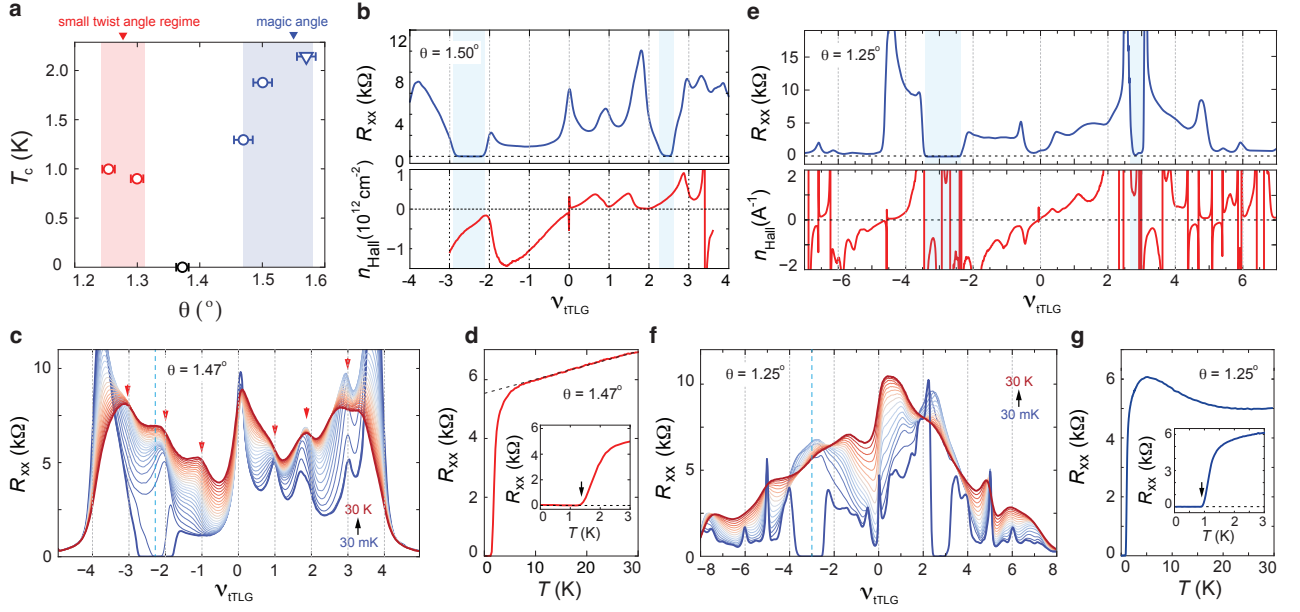 a
small twist angle regime
magic angle
2.0
1.5
1.0
0.5
0
1.2 1.3 1.4 1.5 1.6
T_c (K)
θ (°)
b
θ = 1.50°
12
8
4
0
R_xx (kΩ)
0
-1
n_Hall (10^12 cm^-2)
-4 -3 -2 -1 0 1 2 3 4
ν_tTLG
e
θ = 1.25°
15
10
5
0
R_xx (kΩ)
2
0
-2
n_Hall (A^-1)
-6 -4 -2 0 2 4 6
ν_tTLG
c
θ = 1.47°
10
7.5
5
2.5
0
R_xx (kΩ)
30 K
30 mK
-4 -3 -2 -1 0 1 2 3 4
ν_tTLG
d
6
4
2
0
R_xx (kΩ)
θ = 1.47°
4
2
0
R_xx (kΩ)
0 1 2 3
T (K)
0 10 20 30
T (K)
f
θ = 1.25°
10
5
0
R_xx (kΩ)
30 K
30 mK
-8 -6 -4 -2 0 2 4 6 8
ν_tTLG
g
θ = 1.25°
6
4
2
0
R_xx (kΩ)
6
4
2
0
R_xx (kΩ)
0 1 2 3
T (K)
0 10 20 30
T (K)